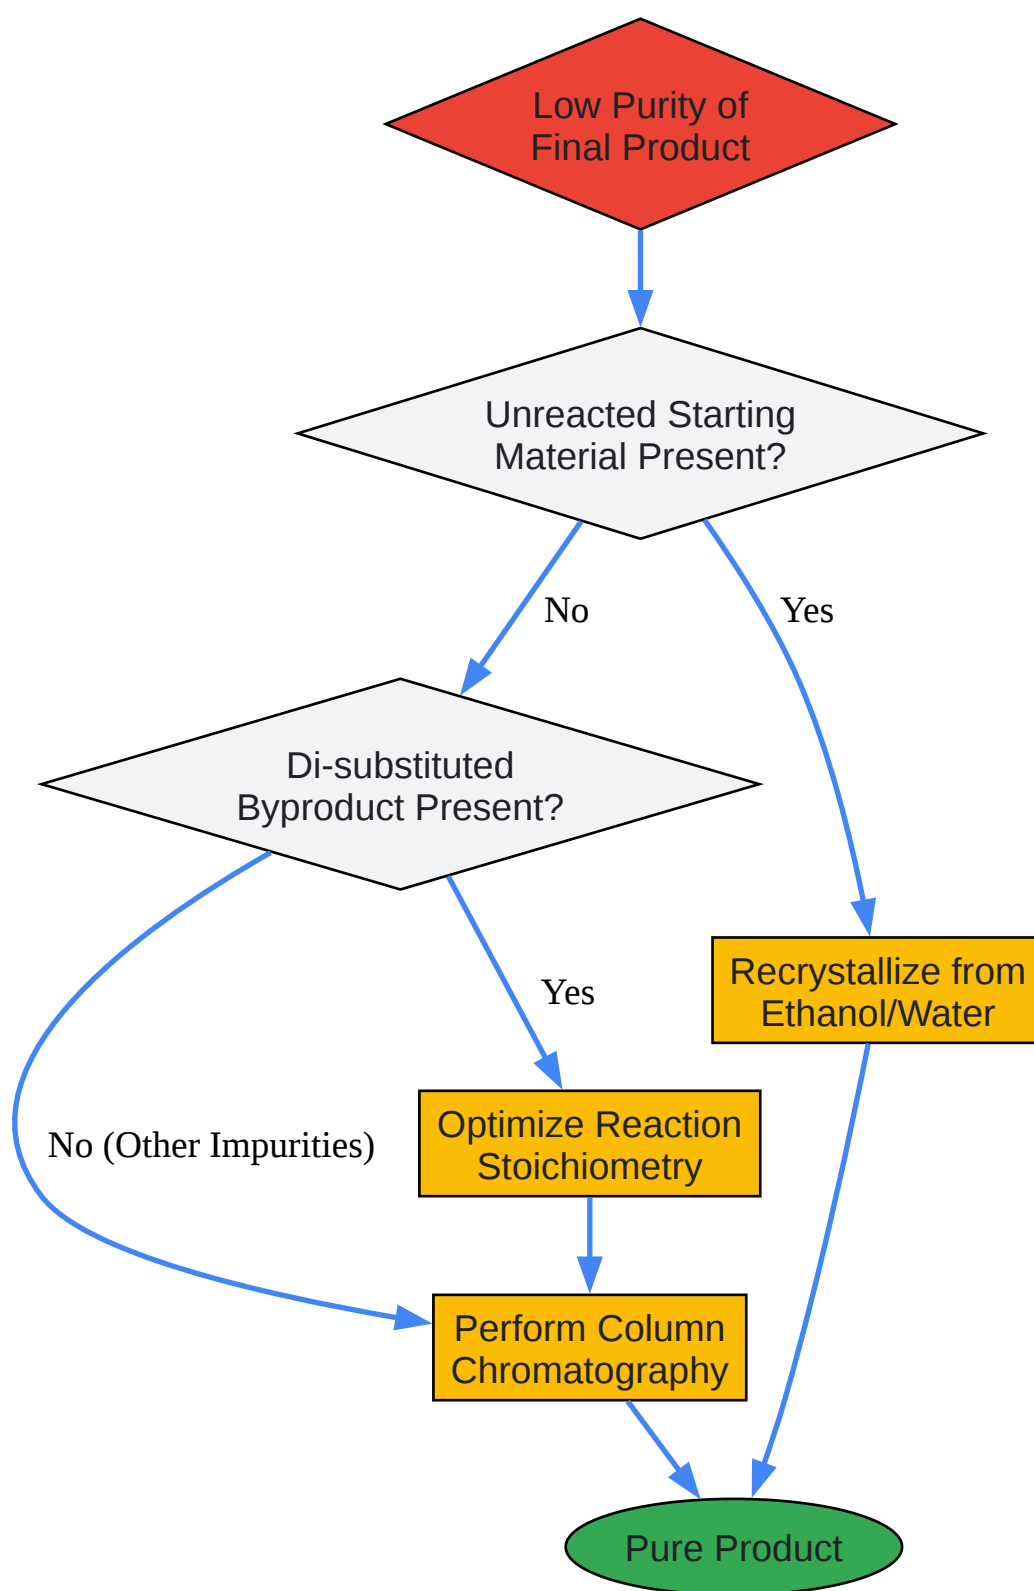 Low Purity of
Final Product
Unreacted Starting
Material Present?
No
Yes
Di-substituted
Byproduct Present?
Recrystallize from
Ethanol/Water
Yes
Optimize Reaction
Stoichiometry
No (Other Impurities)
Perform Column
Chromatography
Pure Product